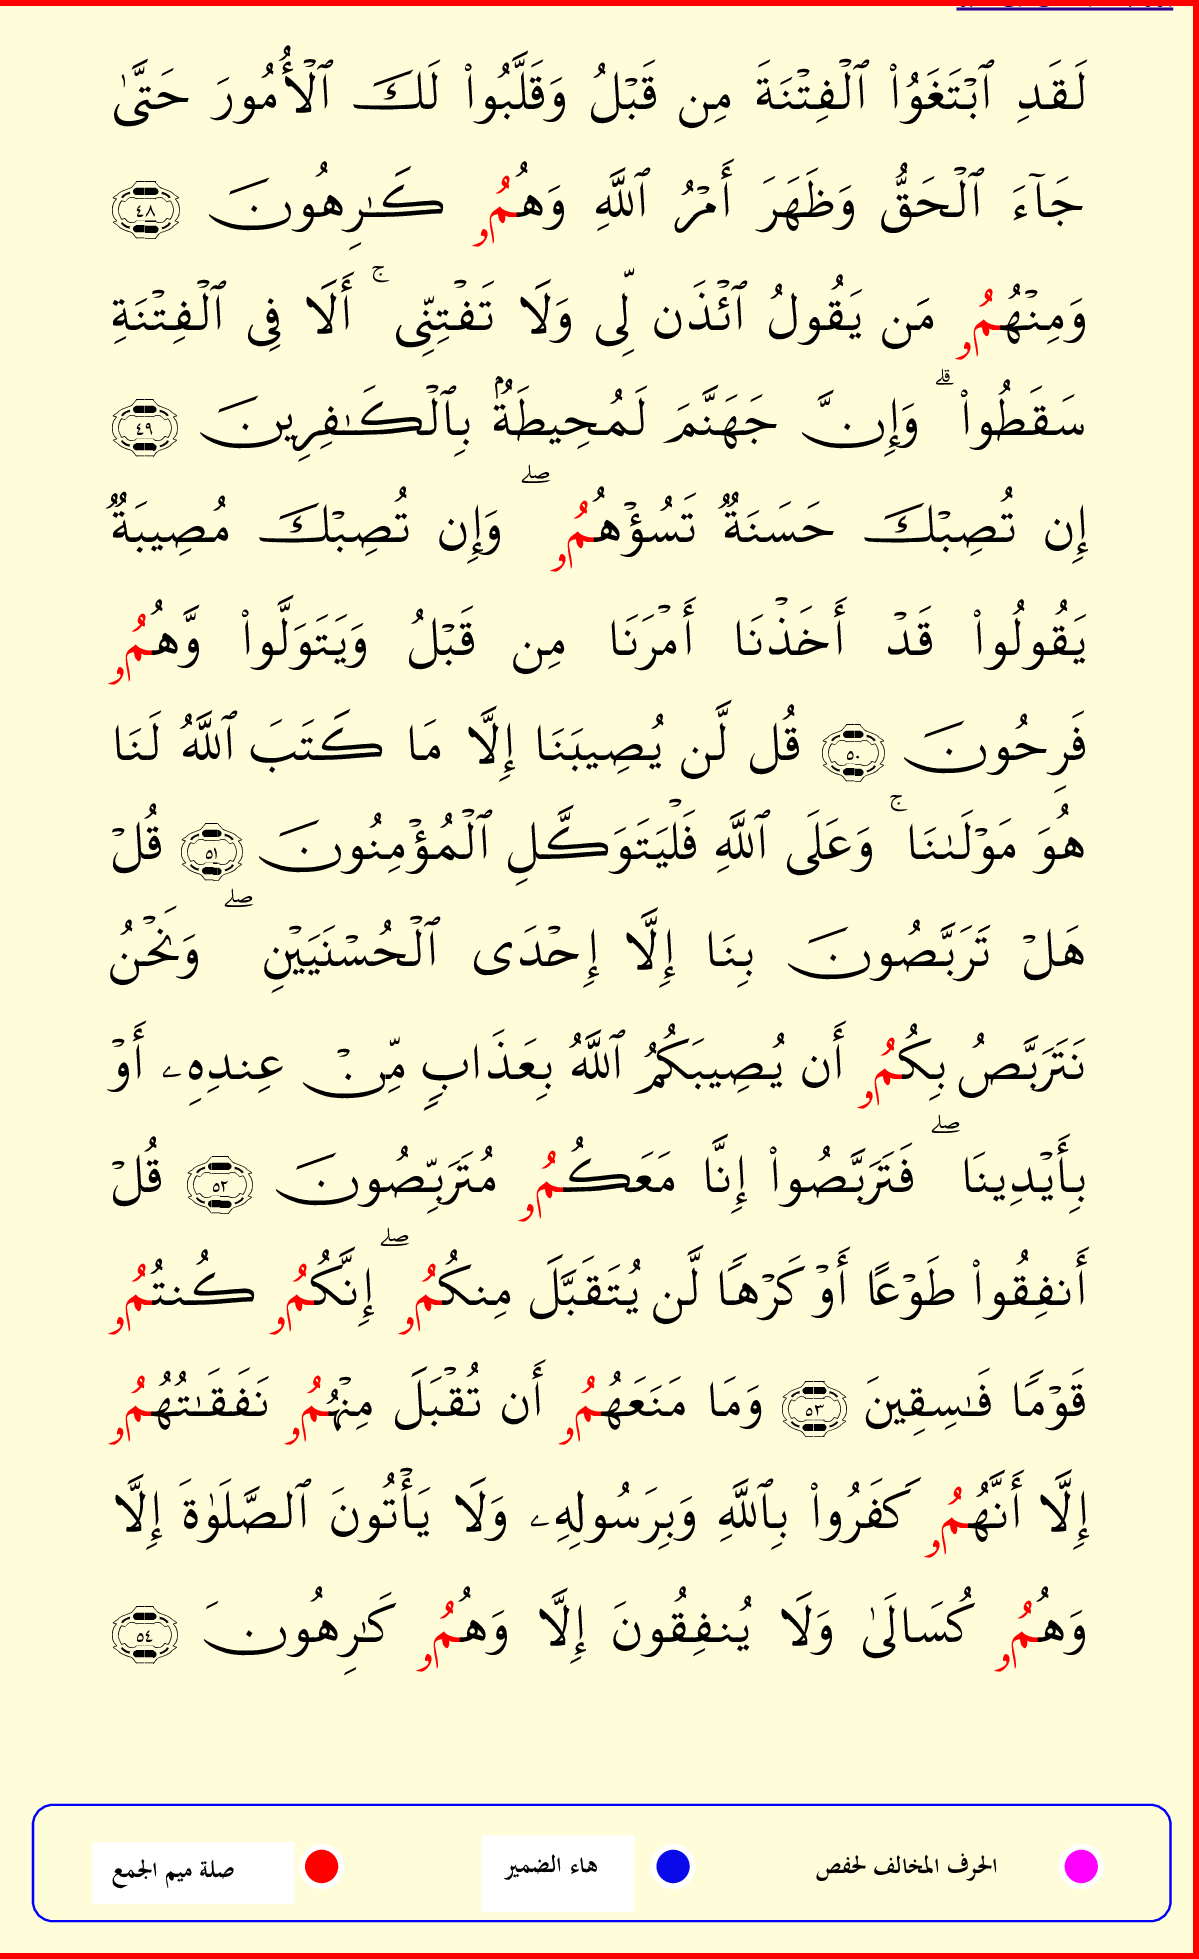 لَقَدِ ٱبۡتَغَوُاْ ٱلۡفِتۡنَةَ مِن قَبۡلُ وَقَلَّبُواْ لَكَ ٱلۡأُمُورَ حَتَّىٰ
جَآءَ ٱلۡحَقُّ وَظَهَرَ أَمۡرُ ٱللَّهِ وَهُمُۥ كَٰرِهُونَ ٤٨
وَمِنۡهُمُۥ مَن يَقُولُ ٱئۡذَن لِّى وَلَا تَفۡتِنِّىۚ أَلَا فِى ٱلۡفِتۡنَةِ
سَقَطُواْۗ وَإِنَّ جَهَنَّمَ لَمُحِيطَةُۢ بِٱلۡكَٰفِرِينَ ٤٩
إِن تُصِبۡكَ حَسَنَةٞ تَسُؤۡهُمُۥۖ وَإِن تُصِبۡكَ مُصِيبَةٞ
يَقُولُواْ قَدۡ أَخَذۡنَا أَمۡرَنَا مِن قَبۡلُ وَيَتَوَلَّواْ وَّهُمُۥ
فَرِحُونَ ٥٠ قُل لَّن يُصِيبَنَا إِلَّا مَا كَتَبَ ٱللَّهُ لَنَا
هُوَ مَوۡلَىٰنَاۚ وَعَلَى ٱللَّهِ فَلۡيَتَوَكَّلِ ٱلۡمُؤۡمِنُونَ ٥١ قُلۡ
هَلۡ تَرَبَّصُونَ بِنَا إِلَّا إِحۡدَى ٱلۡحُسۡنَيَيۡنِۖ وَنَحۡنُ
نَتَرَبَّصُ بِكُمُۥ أَن يُصِيبَكُمُ ٱللَّهُ بِعَذَابٖ مِّنۡ عِندِهِۦ أَوۡ
بِأَيۡدِينَاۖ فَتَرَبَّصُواْ إِنَّا مَعَكُمُۥ مُتَرَبِّصُونَ ٥٢ قُلۡ
أَنفِقُواْ طَوۡعًا أَوۡ كَرۡهٗا لَّن يُتَقَبَّلَ مِنكُمُۥۖ إِنَّكُمُۥ كُنتُمُۥ
قَوۡمٗا فَٰسِقِينَ ٥٣ وَمَا مَنَعَهُمُۥ أَن تُقۡبَلَ مِنۡهُمُۥ نَفَقَٰتُهُمُۥ
إِلَّا أَنَّهُمُۥ كَفَرُواْ بِٱللَّهِ وَبِرَسُولِهِۦ وَلَا يَأۡتُونَ ٱلصَّلَوٰةَ إِلَّا
وَهُمُۥ كُسَالَىٰ وَلَا يُنفِقُونَ إِلَّا وَهُمُۥ كَٰرِهُونَ ٥٤
الحرف المخالف لحفص هاء الضمير صلة ميم الجمع